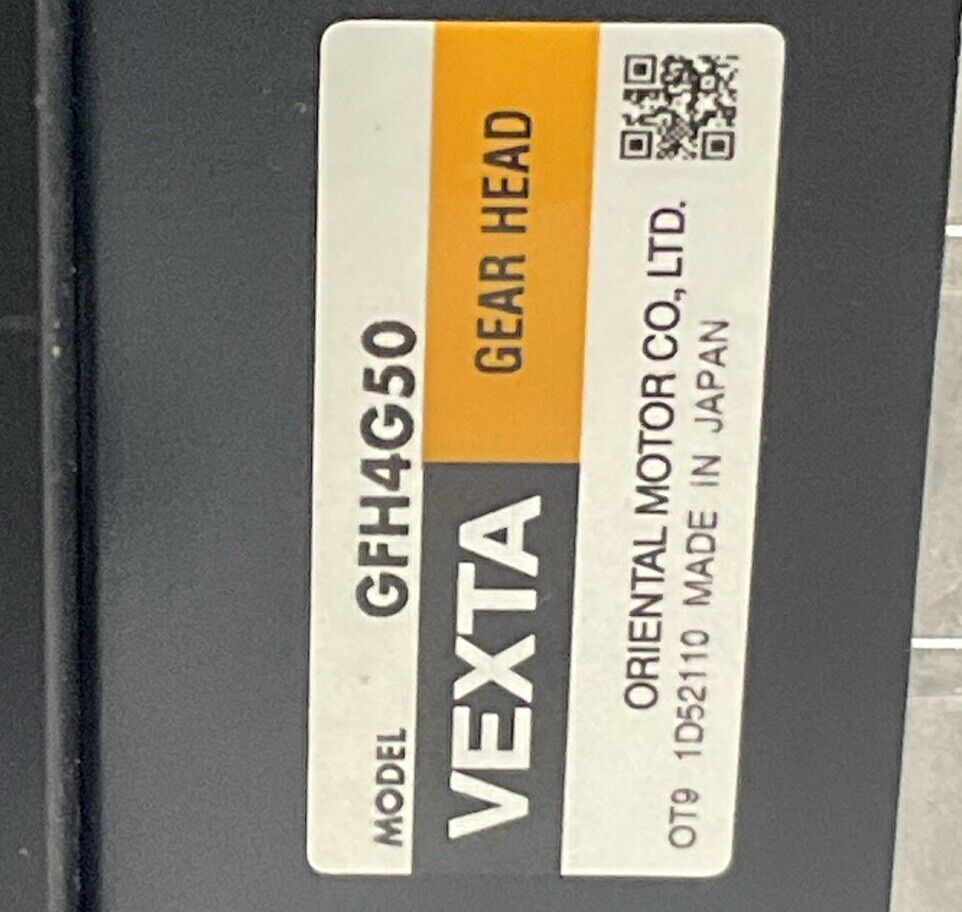 MODEL GFH4G50
VEXTA GEAR HEAD
ORIENTAL MOTOR CO., LTD.
OT9 1D52110 MADE IN JAPAN